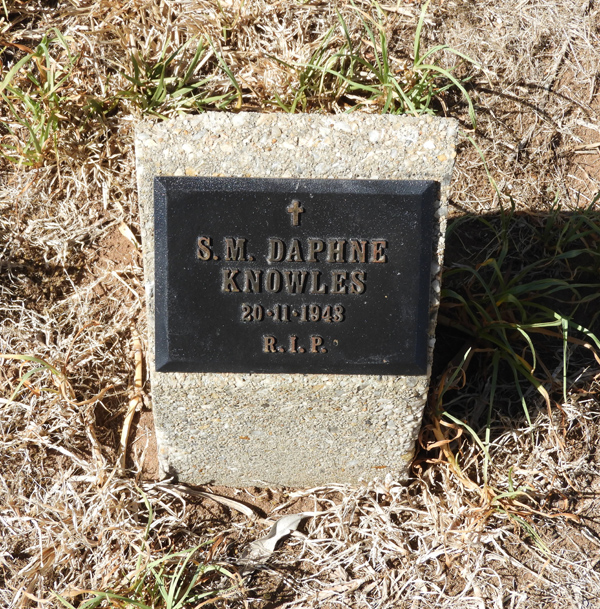 S. M. DAPHNE
KNOWLES
20·11·1948
R. I. P.